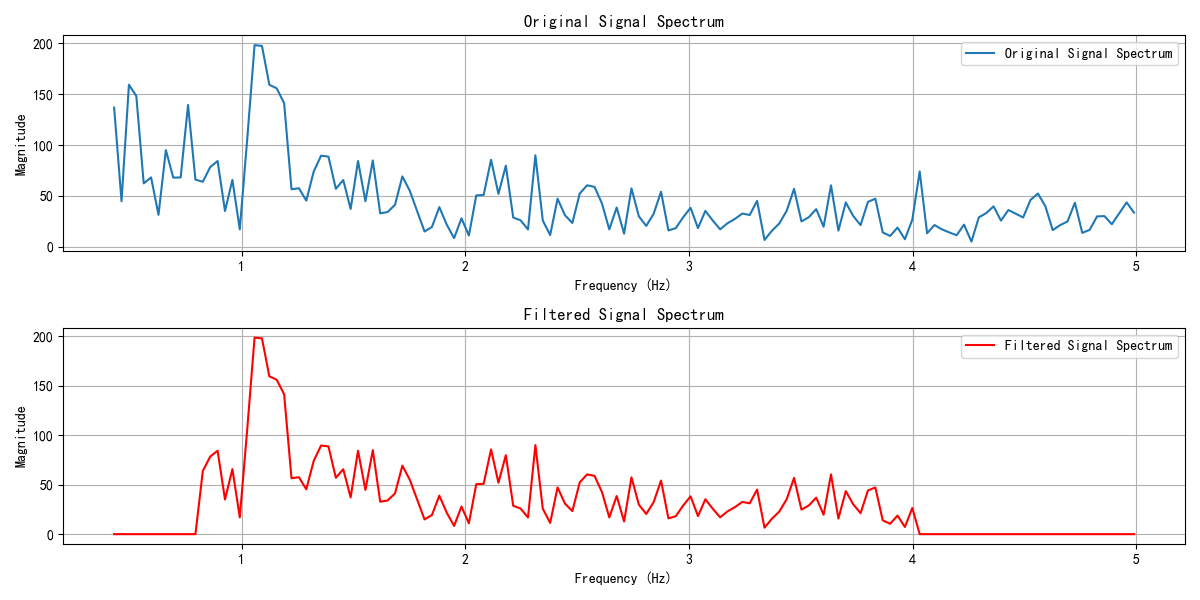 Original Signal Spectrum
200
150
100
50
0
Magnitude
Original Signal Spectrum
1
2
3
4
5
Frequency (Hz)
Filtered Signal Spectrum
200
150
100
50
0
Magnitude
Filtered Signal Spectrum
1
2
3
4
5
Frequency (Hz)